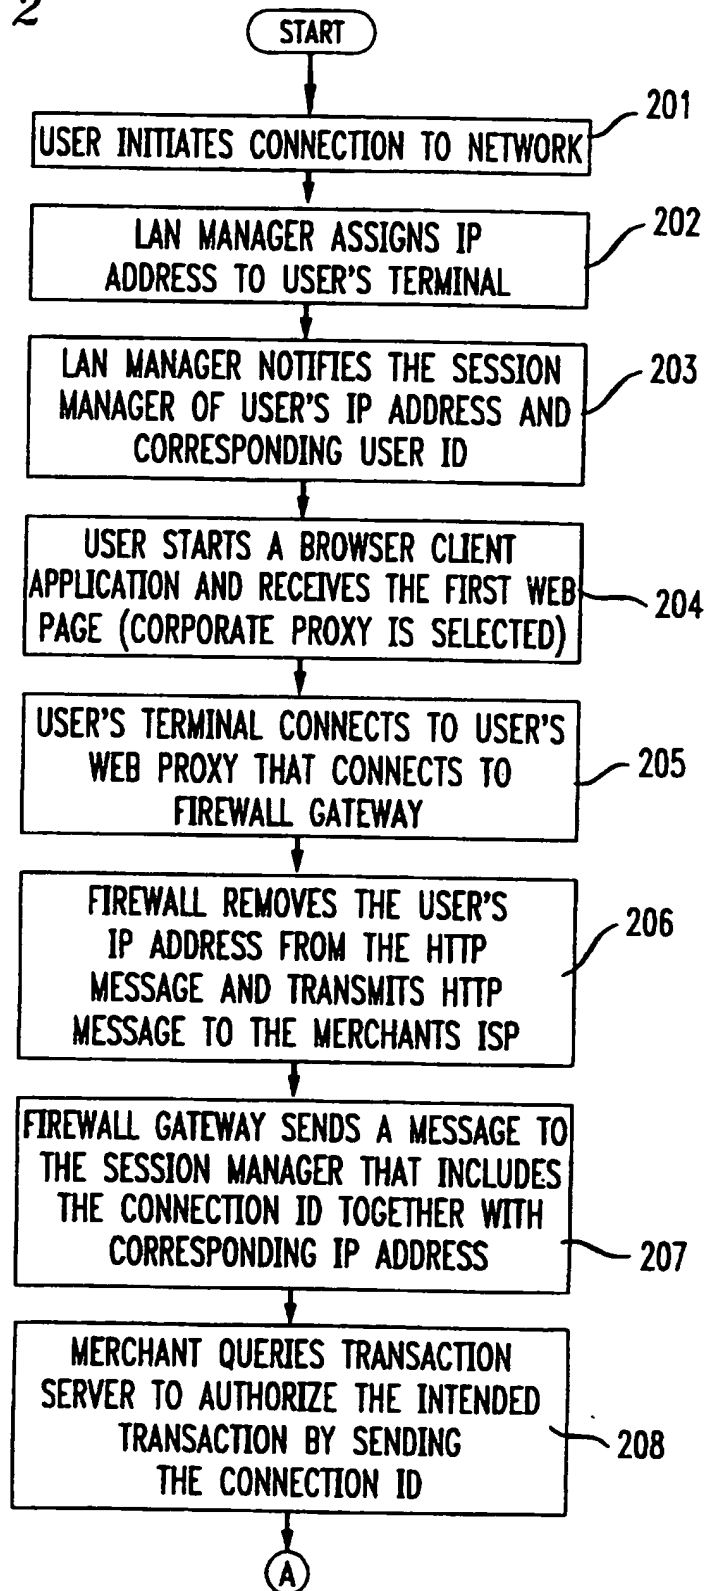 2
START
201
USER INITIATES CONNECTION TO NETWORK
202
LAN MANAGER ASSIGNS IP
ADDRESS TO USER'S TERMINAL
203
LAN MANAGER NOTIFIES THE SESSION
MANAGER OF USER'S IP ADDRESS AND
CORRESPONDING USER ID
USER STARTS A BROWSER CLIENT
APPLICATION AND RECEIVES THE FIRST WEB
PAGE (CORPORATE PROXY IS SELECTED)
204
USER'S TERMINAL CONNECTS TO USER'S
WEB PROXY THAT CONNECTS TO
FIREWALL GATEWAY
205
FIREWALL REMOVES THE USER'S
IP ADDRESS FROM THE HTTP
MESSAGE AND TRANSMITS HTTP
MESSAGE TO THE MERCHANTS ISP
206
FIREWALL GATEWAY SENDS A MESSAGE TO
THE SESSION MANAGER THAT INCLUDES
THE CONNECTION ID TOGETHER WITH
CORRESPONDING IP ADDRESS
207
MERCHANT QUERIES TRANSACTION
SERVER TO AUTHORIZE THE INTENDED
TRANSACTION BY SENDING
THE CONNECTION ID
208
A